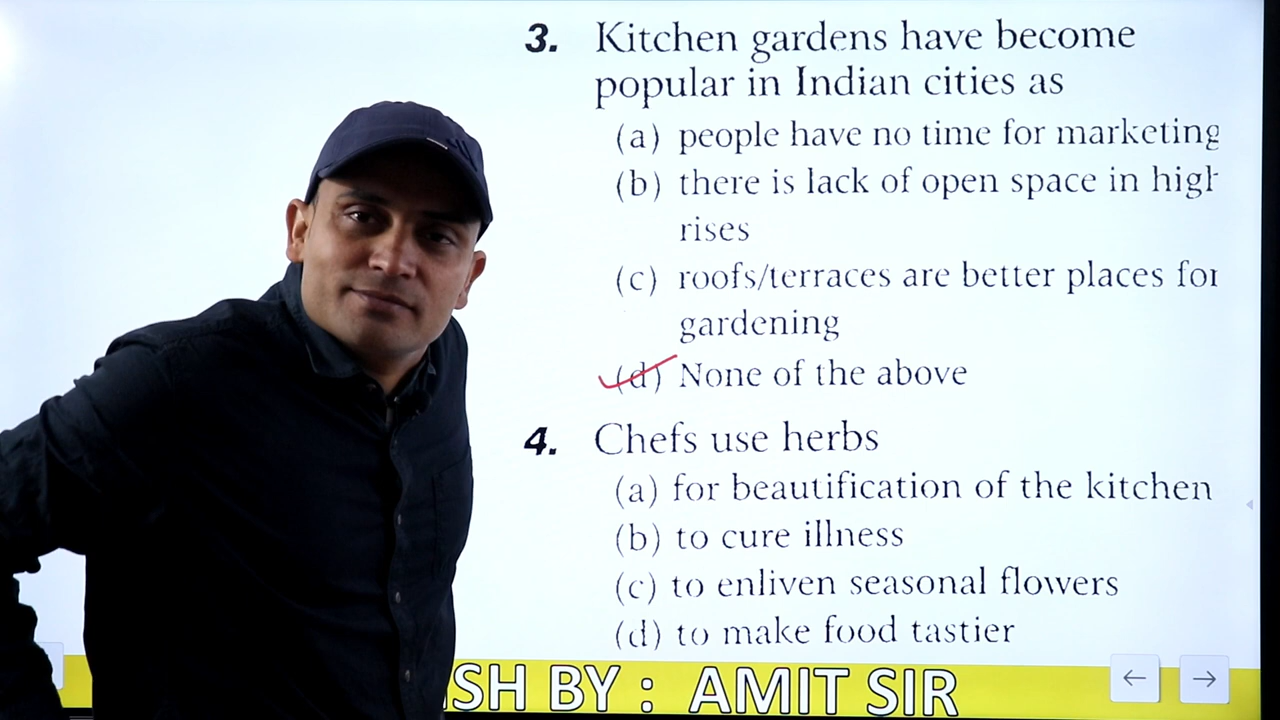 3. Kitchen gardens have become
popular in Indian cities as
(a) people have no time for marketing
(b) there is lack of open space in high
rises
(c) roofs/terraces are better places for
gardening
(d) None of the above
4. Chefs use herbs
(a) for beautification of the kitchen
(b) to cure illness
(c) to enliven seasonal flowers
(d) to make food tastier
SH BY : AMIT SIR